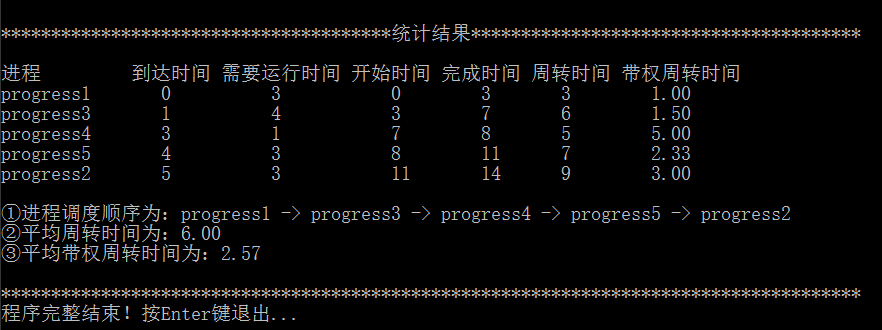 ***************************************统计结果***************************************
进程 到达时间 需要运行时间 开始时间 完成时间 周转时间 带权周转时间
progress1 0 3 0 3 3 1.00
progress3 1 4 3 7 6 1.50
progress4 3 1 7 8 5 5.00
progress5 4 3 8 11 7 2.33
progress2 5 3 11 14 9 3.00
①进程调度顺序为：progress1 -> progress3 -> progress4 -> progress5 -> progress2
②平均周转时间为：6.00
③平均带权周转时间为：2.57
**************************************************************************************
程序完整结束！按Enter键退出...